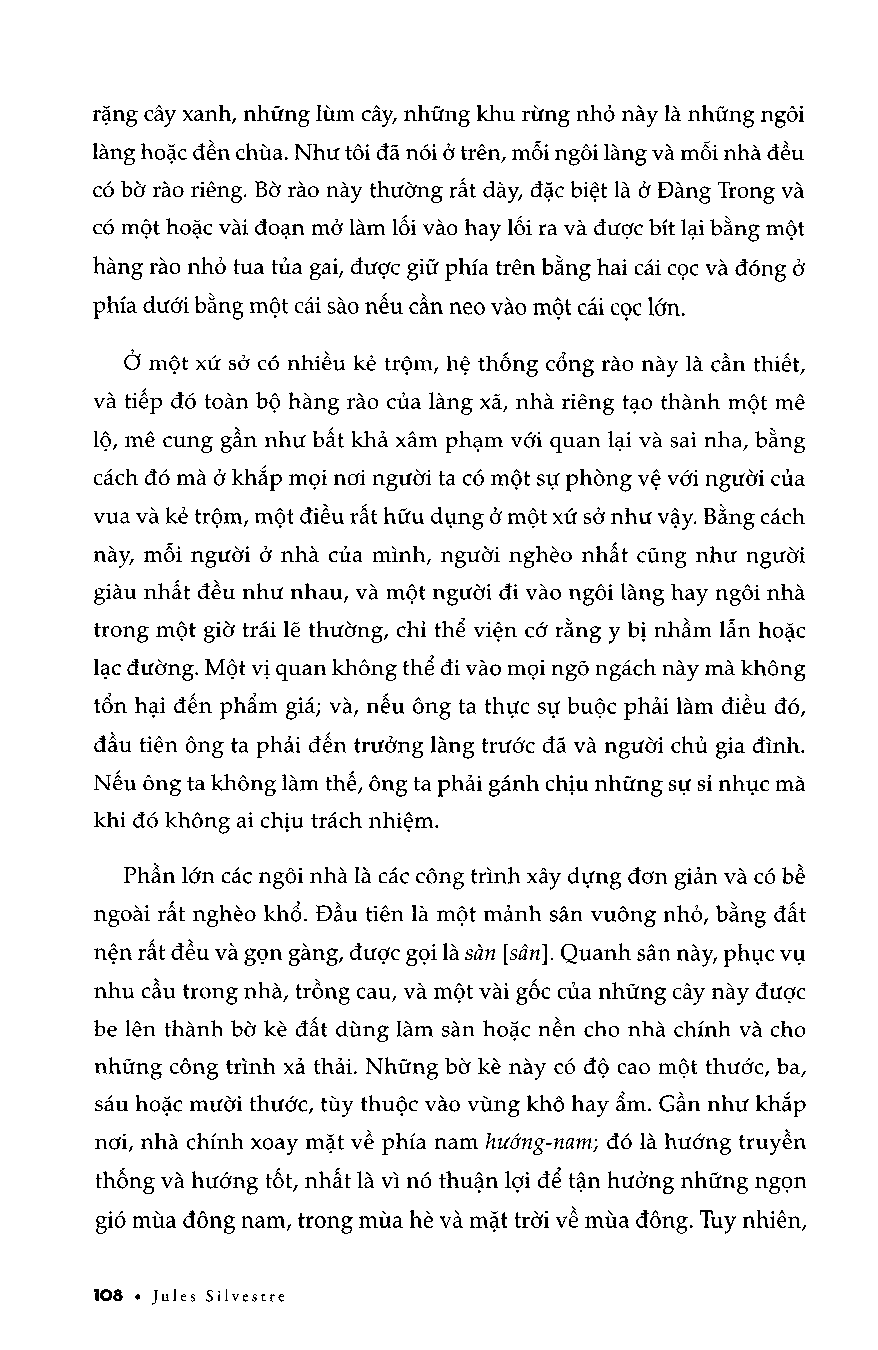 rặng cây xanh, những lùm cây, những khu rừng nhỏ này là những ngôi
làng hoặc đền chùa. Như tôi đã nói ở trên, mỗi ngôi làng và mỗi nhà đều
có bờ rào riêng. Bờ rào này thường rất dày, đặc biệt là ở Đàng Trong và
có một hoặc vài đoạn mở làm lối vào hay lối ra và được bít lại bằng một
hàng rào nhỏ tua tủa gai, được giữ phía trên bằng hai cái cọc và đóng ở
phía dưới bằng một cái sào nếu cần neo vào một cái cọc lớn.
Ở một xứ sở có nhiều kẻ trộm, hệ thống cổng rào này là cần thiết,
và tiếp đó toàn bộ hàng rào của làng xã, nhà riêng tạo thành một mê
lộ, mê cung gần như bất khả xâm phạm với quan lại và sai nha, bằng
cách đó mà ở khắp mọi nơi người ta có một sự phòng vệ với người của
vua và kẻ trộm, một điều rất hữu dụng ở một xứ sở như vậy. Bằng cách
này, mỗi người ở nhà của mình, người nghèo nhất cũng như người
giàu nhất đều như nhau, và một người đi vào ngôi làng hay ngôi nhà
trong một giờ trái lẽ thường, chỉ thể viện cớ rằng y bị nhầm lẫn hoặc
lạc đường. Một vị quan không thể đi vào mọi ngõ ngách này mà không
tổn hại đến phẩm giá; và, nếu ông ta thực sự buộc phải làm điều đó,
đầu tiên ông ta phải đến trưởng làng trước đã và người chủ gia đình.
Nếu ông ta không làm thế, ông ta phải gánh chịu những sự sỉ nhục mà
khi đó không ai chịu trách nhiệm.
Phần lớn các ngôi nhà là các công trình xây dựng đơn giản và có bề
ngoài rất nghèo khổ. Đầu tiên là một mảnh sân vuông nhỏ, bằng đất
nện rất đều và gọn gàng, được gọi là sàn [sân]. Quanh sân này, phục vụ
nhu cầu trong nhà, trồng cau, và một vài gốc của những cây này được
be lên thành bờ kè đất dùng làm sàn hoặc nền cho nhà chính và cho
những công trình xả thải. Những bờ kè này có độ cao một thước, ba,
sáu hoặc mười thước, tùy thuộc vào vùng khô hay ẩm. Gần như khắp
nơi, nhà chính xoay mặt về phía nam hướng-nam; đó là hướng truyền
thống và hướng tốt, nhất là vì nó thuận lợi để tận hưởng những ngọn
gió mùa đông nam, trong mùa hè và mặt trời về mùa đông. Tuy nhiên,
108 • Jules Silvestre